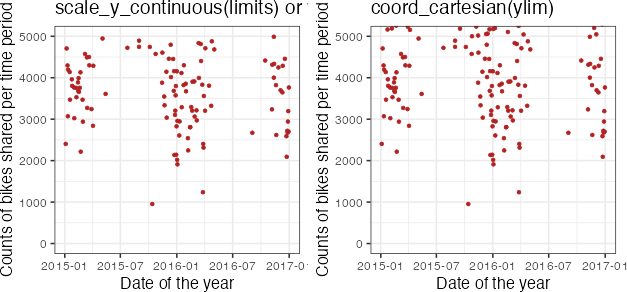 scale_y_continuous(limits) or
coord_cartesian(ylim)
Counts of bikes shared per time period
5000
4000
3000
2000
1000
0
2015-01 2015-07 2016-01 2016-07 2017-0
Date of the year
Counts of bikes shared per time period
5000
4000
3000
2000
1000
0
2015-01 2015-07 2016-01 2016-07 2017-01
Date of the year